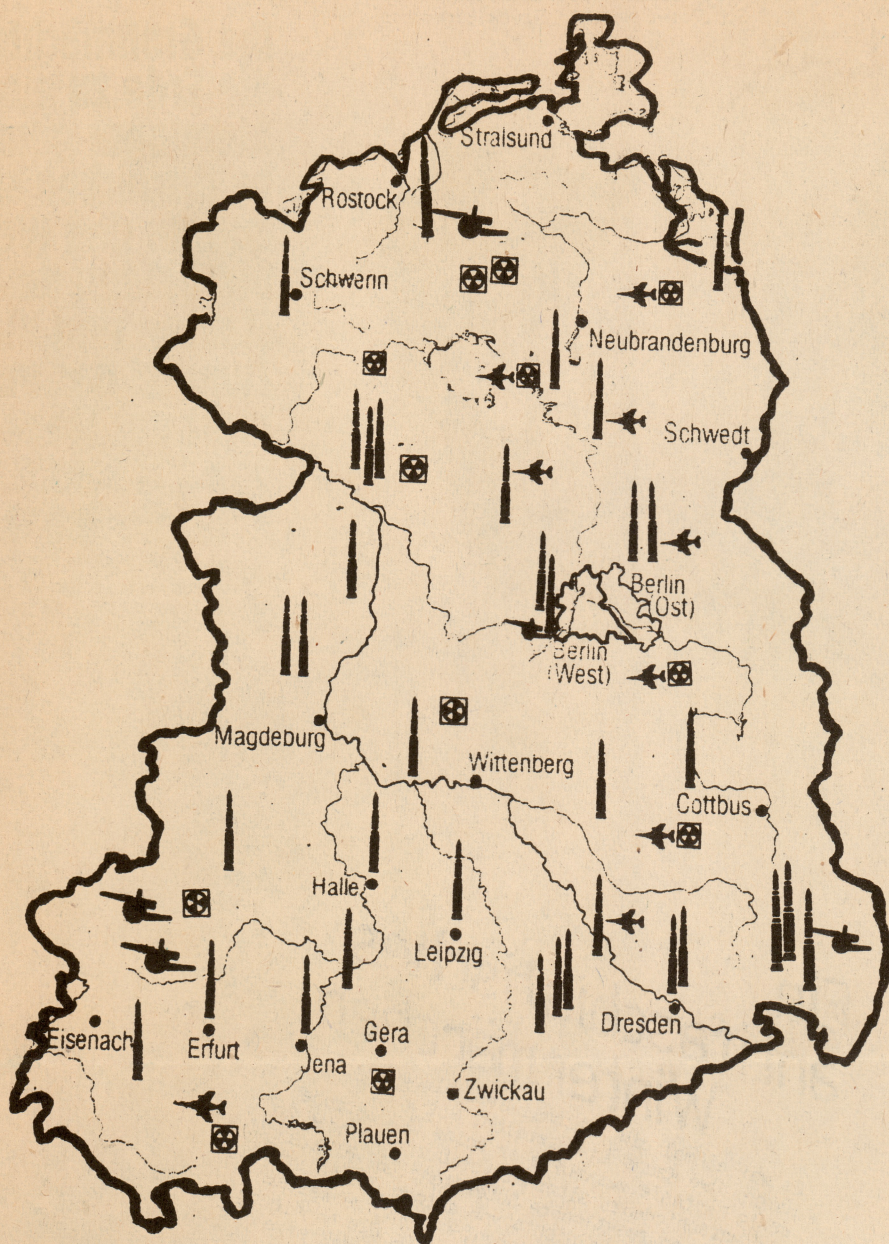 Stralsund
Rostock
Schwerin
Neubrandenburg
Schwedt
Berlin
(Ost)
Berlin
(West)
Magdeburg
Wittenberg
Cottbus
Halle
Leipzig
Dresden
Eisenach
Erfurt
Jena
Gera
Zwickau
Plauen